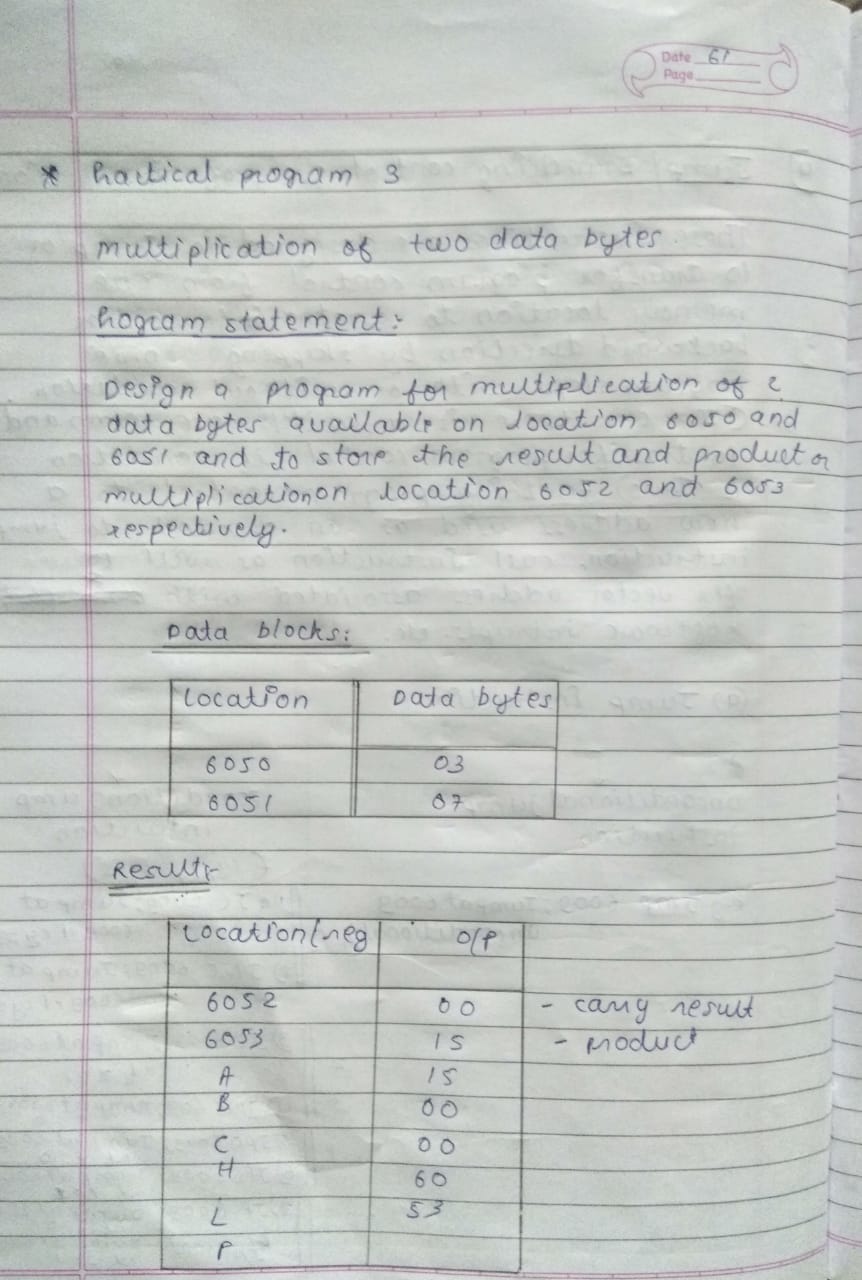 Date 61
Page
* Practical program 3
multiplication of two data bytes.
Program statement:
Design a program for multiplication of 2
data bytes available on location 6050 and
6051 and to store the result and product or
multiplicationon location 6052 and 6053
respectively.
Data blocks:
Location Data bytes
6050 03
6051 07
Result:-
Location/reg O/P
6052 00 - carry result
6053 15 - product
A 15
B 00
C 00
H 60
L 53
P